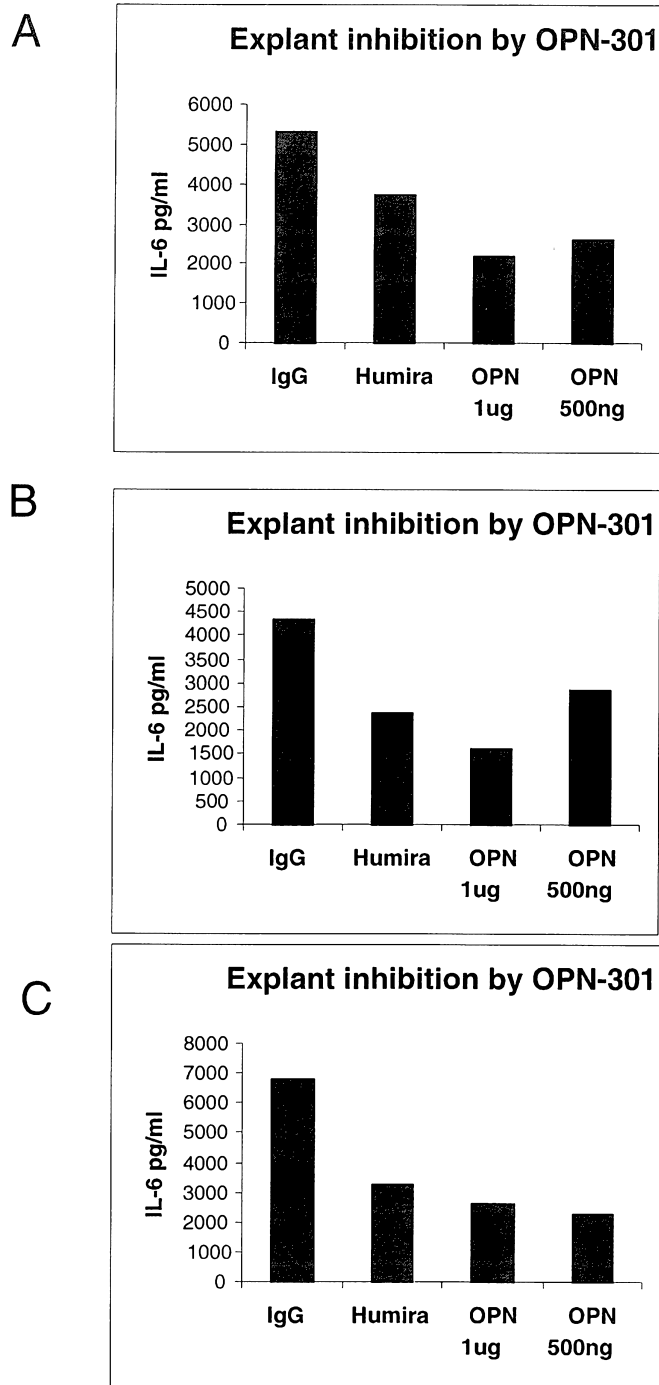 A
Explant inhibition by OPN-301
6000
5000
4000
3000
2000
1000
0
IL-6 pg/ml
IgG Humira OPN OPN
1ug 500ng
B
Explant inhibition by OPN-301
5000
4500
4000
3500
3000
2500
2000
1500
1000
500
0
IL-6 pg/ml
IgG Humira OPN OPN
1ug 500ng
C
Explant inhibition by OPN-301
8000
7000
6000
5000
4000
3000
2000
1000
0
IL-6 pg/ml
IgG Humira OPN OPN
1ug 500ng